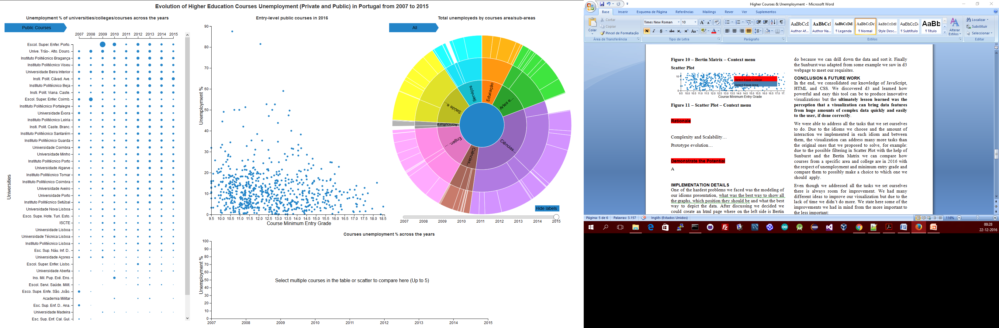 Evolution of Higher Education Courses Unemployment (Private and Public) in Portugal from 2007 to 2015
Unemployment % of universities/colleges/courses across the years
Public Courses
2007 2008 2009 2010 2011 2012 2013 2014 2015
Universities
Escol. Super. Enfer. Porto.
Unive. Trás-. Alto. Douro.
Instituto Politécnico Bragança
Instituto Politécnico Viseu
Universidade Beira Interior
Insti. Polit. Cávad. Ave.
Instituto Politécnico Beja
Insti. Polit. Viana. Caste.
Escol. Super. Enfer. Coimb.
Instituto Politécnico Portalegre
Universidade Évora
Instituto Politécnico Leiria
Insti. Polit. Caste. Branc.
Instituto Politécnico Santarém
Instituto Politécnico Guarda
Universidade Coimbra
Universidade Minho
Instituto Politécnico Porto
Universidade Algarve
Instituto Politécnico Tomar
Instituto Politécnico Coimbra
Universidade Aveiro
Universidade Porto
Instituto Politécnico Setúbal
Universidade Nova Lisboa
Esco. Supe. Hote. Turi. Esto.
ISCTE
Universidade Lisboa
Universidade Técnica Lisboa
Instituto Politécnico Lisboa
Esc. Sup. Náu. Inf. D..
Universidade Açores
Escol. Super. Enfer. Lisbo.
Universidade Aberta
Ins. Mil. Pup. Exé. Ens.
Escol. Servi. Saúde. Milit.
Esco. Supe. Enfe. São. João.
Academia Militar
Esc. Sup. Enf. D.. Ana.
Universidade Madeira
Esc. Sup. Enf. Cal. Gul.
Entry-level public courses in 2016
Unemployment %
90
80
70
60
50
40
30
20
10
0
9.5 10.0 10.5 11.0 11.5 12.0 12.5 13.0 13.5 14.0 14.5 15.0 15.5 16.0 16.5 17.0 17.5 18.0 18.5
Course Minimum Entry Grade
Total unemployeds by courses area/sub-areas
All
Serviços
Educação
Artes e...
Ciências...
Ciências...
Engen. ...
Agricultura
Saúde e...
Hide labels
2007 2008 2009 2010 2011 2012 2013 2014 2015
Courses unemployment % across the years
Unemployment %
100
90
80
70
60
50
40
30
20
10
0
Select multiple courses in the table or scatter to compare here (Up to 5)
2007 2008 2009 2010 2011 2012 2013 2014 2015
Higher Courses & Unemployment - Microsoft Word
Base Inserir Esquema de Página Referências Mailings Rever Ver Suplementos
Colar
Cortar
Copiar
Pincel de Formatação
Área de Transferência
Times New Roman 10
N I S abc x₂ x² Aa
Tipo de Letra
Parágrafo
AaBbCcI AaBbCcl AaBbCcDdI AaBbCcDc AaBbCcDdI AaBbCcDc AaBb
Author Af... Author Na... ¶ Legenda ¶ Normal Style Desc... ¶ Subtítulo ¶ Título
Alterar Estilos
Estilos
Localizar
Substituir
Seleccionar
Editar
Figure 10 – Bertin Matrix – Context menu
Scatter Plot
10
0
Select Equal College
Select Equal Area
9.5 10.0 10.5 11.0 11.5 12.0 12.5 13.0 13.5 14.0 14.5 15.0 15.5 16.0 16.5 17.0 17.
Course Minimum Entry Grade
Figure 11 – Scatter Plot – Context menu
Rationale
Complexity and Scalability…
Prototype evolution…
Demonstrate the Potential
A
IMPLEMENTATION DETAILS
One of the hardest problems we faced was the modeling of
our idioms presentation, what was the best way to show all
the graphs, which position they should be and what the best
way to depict the data. After discussing we decided we
could create an html page where on the left side is Bertin
do because we can drill down the data and sort it. Finally
the Sunburst was adapted from some example we saw in d3
webpage to meet our requisites.
CONCLUSION & FUTURE WORK
In the end, we consolidated our knowledge of JavaScript,
HTML and CSS. We discovered d3 and learned how
powerful and easy this tool can be to produce innovative
visualizations but the ultimately lesson learned was the
perception that a visualization can bring data features
from huge amounts of complex data quickly and easily
to the user, if done correctly.
We were able to address all the tasks that we set ourselves
to do. Due to the idioms we choose and the amount of
interaction we implemented in each idiom and between
them, the visualization can address many more tasks than
the original ones that we proposed to solve, for example:
due to the possible filtering in Scatter Plot with the help of
Sunburst and the Bertin Matrix we can compare how
courses from a specific area and college are in 2016 with
the respect of unemployment and minimum entry grade and
compare them to possibly make a choice to which one we
should apply.
Even though we addressed all the tasks we set ourselves
there is always room for improvement. We had many
different ideas to improve our visualization but due to the
lack of time we didn't do more. We state here some of the
improvements we had in mind from the more important to
the less important:
Página: 5 de 6 Palavras: 3.157 Inglês (Estados Unidos) 116%
00:28
22-12-2016